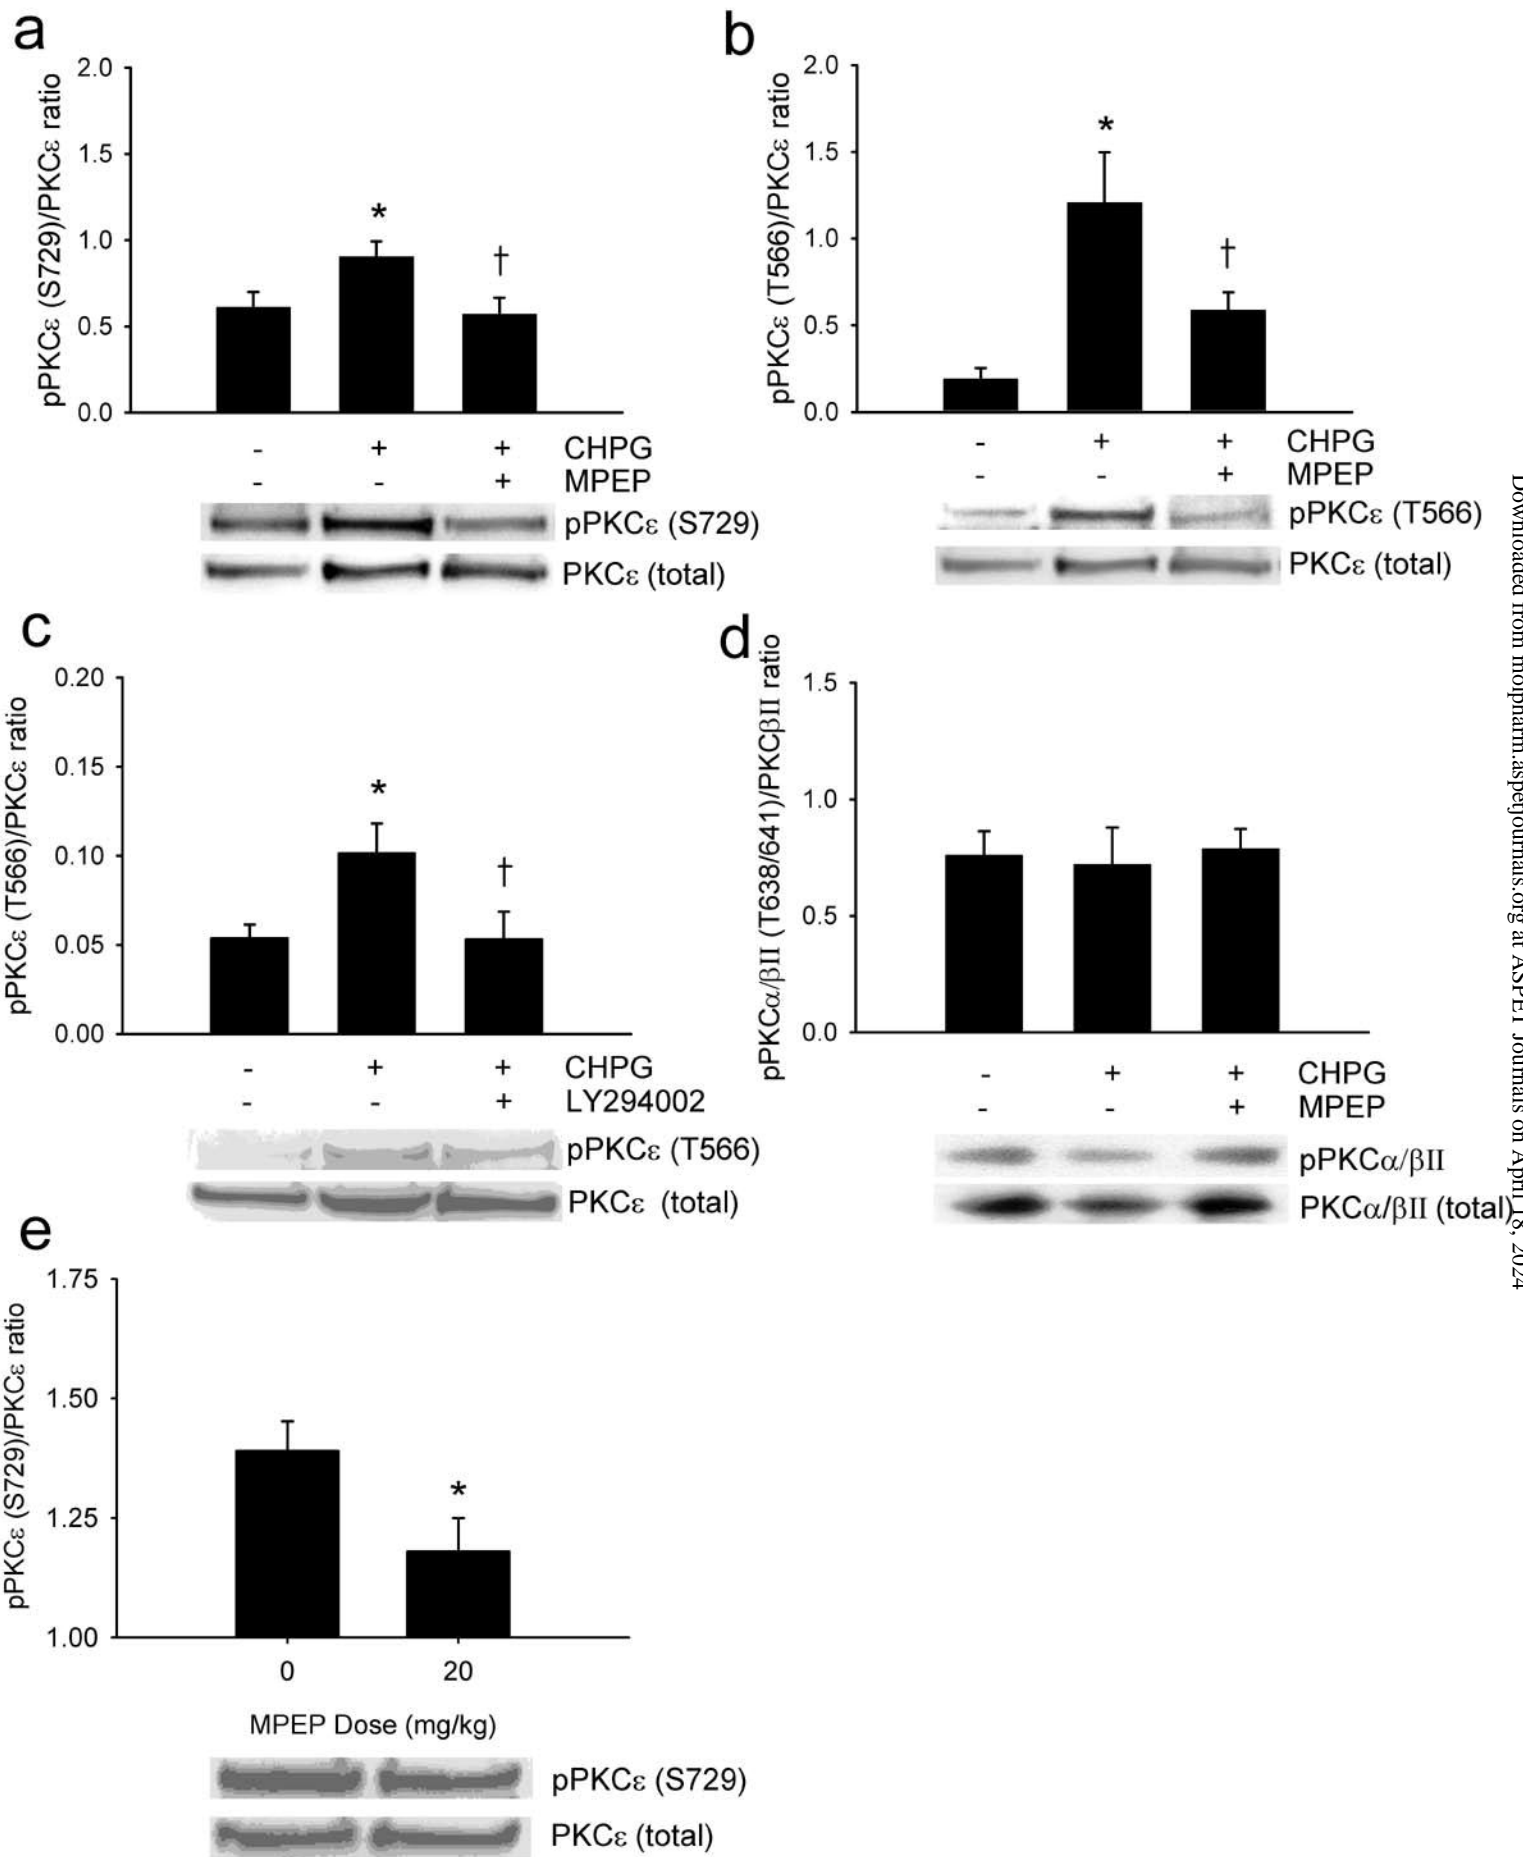 a
pPKCε (S729)/PKCε ratio
2.0
1.5
1.0
0.5
0.0
*
†
- + + CHPG
- - + MPEP
pPKCε (S729)
PKCε (total)
b
pPKCε (T566)/PKCε ratio
2.0
1.5
1.0
0.5
0.0
*
†
- + + CHPG
- - + MPEP
pPKCε (T566)
PKCε (total)
c
pPKCε (T566)/PKCε ratio
0.20
0.15
0.10
0.05
0.00
*
†
- + + CHPG
- - + LY294002
pPKCε (T566)
PKCε (total)
d
pPKCα/βII (T638/641)/PKCβII ratio
1.5
1.0
0.5
0.0
- + + CHPG
- - + MPEP
pPKCα/βII
PKCα/βII (total)
e
pPKCε (S729)/PKCε ratio
1.75
1.50
1.25
1.00
*
0 20
MPEP Dose (mg/kg)
pPKCε (S729)
PKCε (total)
Downloaded from molpharm.aspetjournals.org at ASPET Journals on April 18, 2024